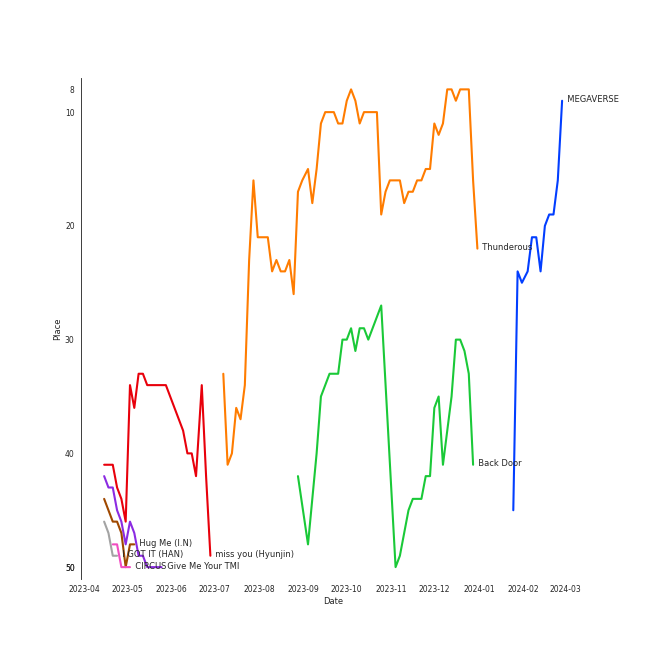 8
MEGAVERSE
10
20
Thunderous
Place
30
40
Back Door
Hug Me (I.N)
GOT IT (HAN)
miss you (Hyunjin)
50
CIRCUS
Give Me Your TMI
2023-04
2023-05
2023-06
2023-07
2023-08
2023-09
2023-10
2023-11
2023-12
2024-01
2024-02
2024-03
Date